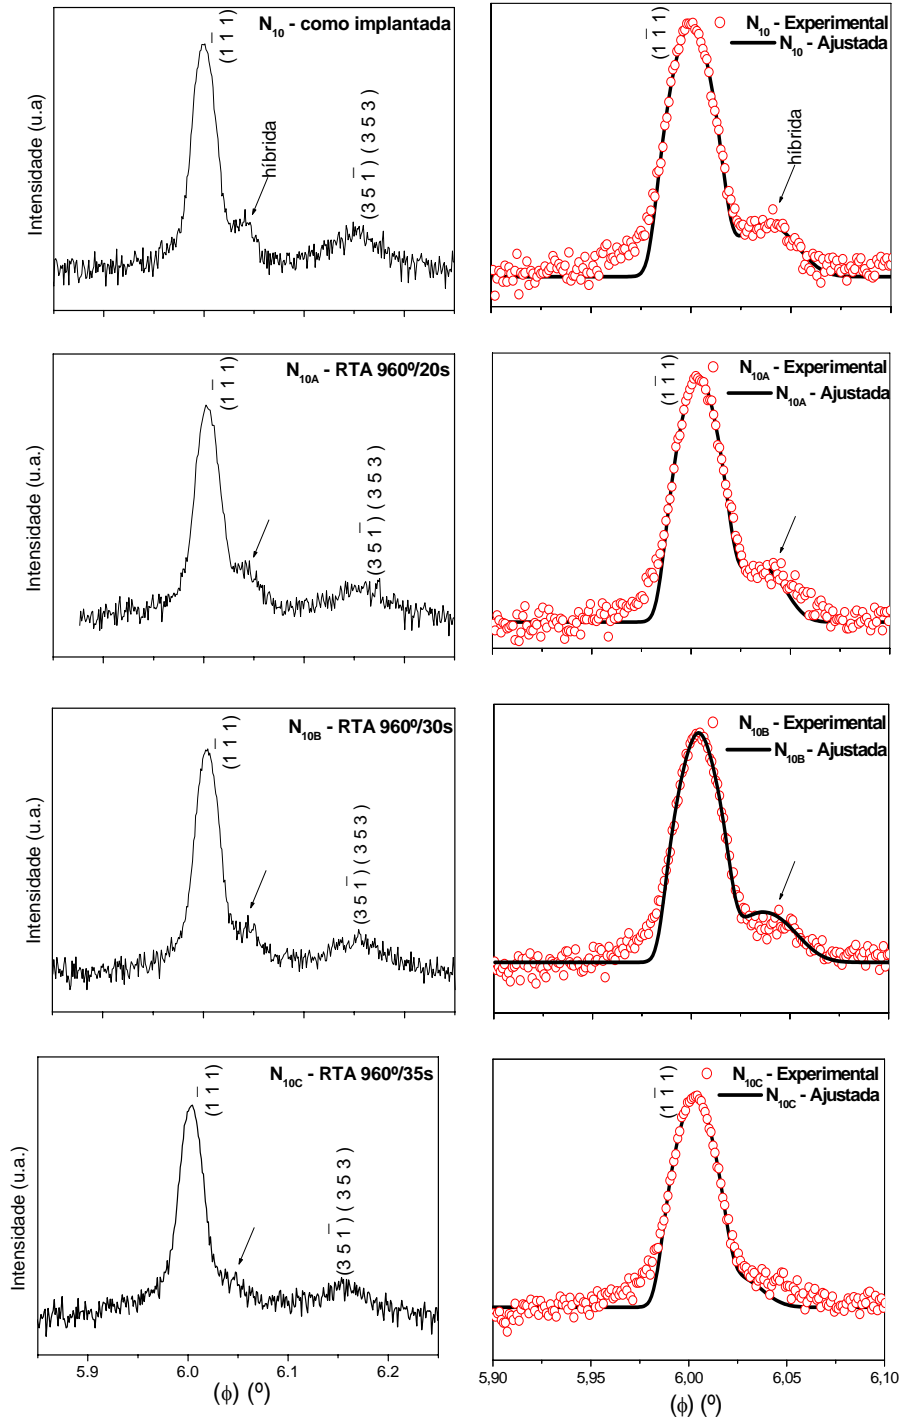 N10 - como implantada
(1 1̄ 1)
híbrida
(3 5 1̄) (3 5 3)
Intensidade (u.a)
N10 - Experimental
N10 - Ajustada
(1 1̄ 1)
híbrida
N10A - RTA 960º/20s
(1 1̄ 1)
(3 5 1̄) (3 5 3)
Intensidade (u.a.)
N10A - Experimental
N10A - Ajustada
(1 1̄ 1)
N10B - RTA 960º/30s
(1 1̄ 1)
(3 5 1̄) (3 5 3)
Intensidade (u.a.)
N10B - Experimental
N10B - Ajustada
N10C - RTA 960º/35s
(1 1̄ 1)
(3 5 1̄) (3 5 3)
Intensidade (u.a.)
5.9 6.0 6.1 6.2
(ϕ) (º)
N10C - Experimental
N10C - Ajustada
(1 1̄ 1)
5,90 5,95 6,00 6,05 6,10
(ϕ) (º)